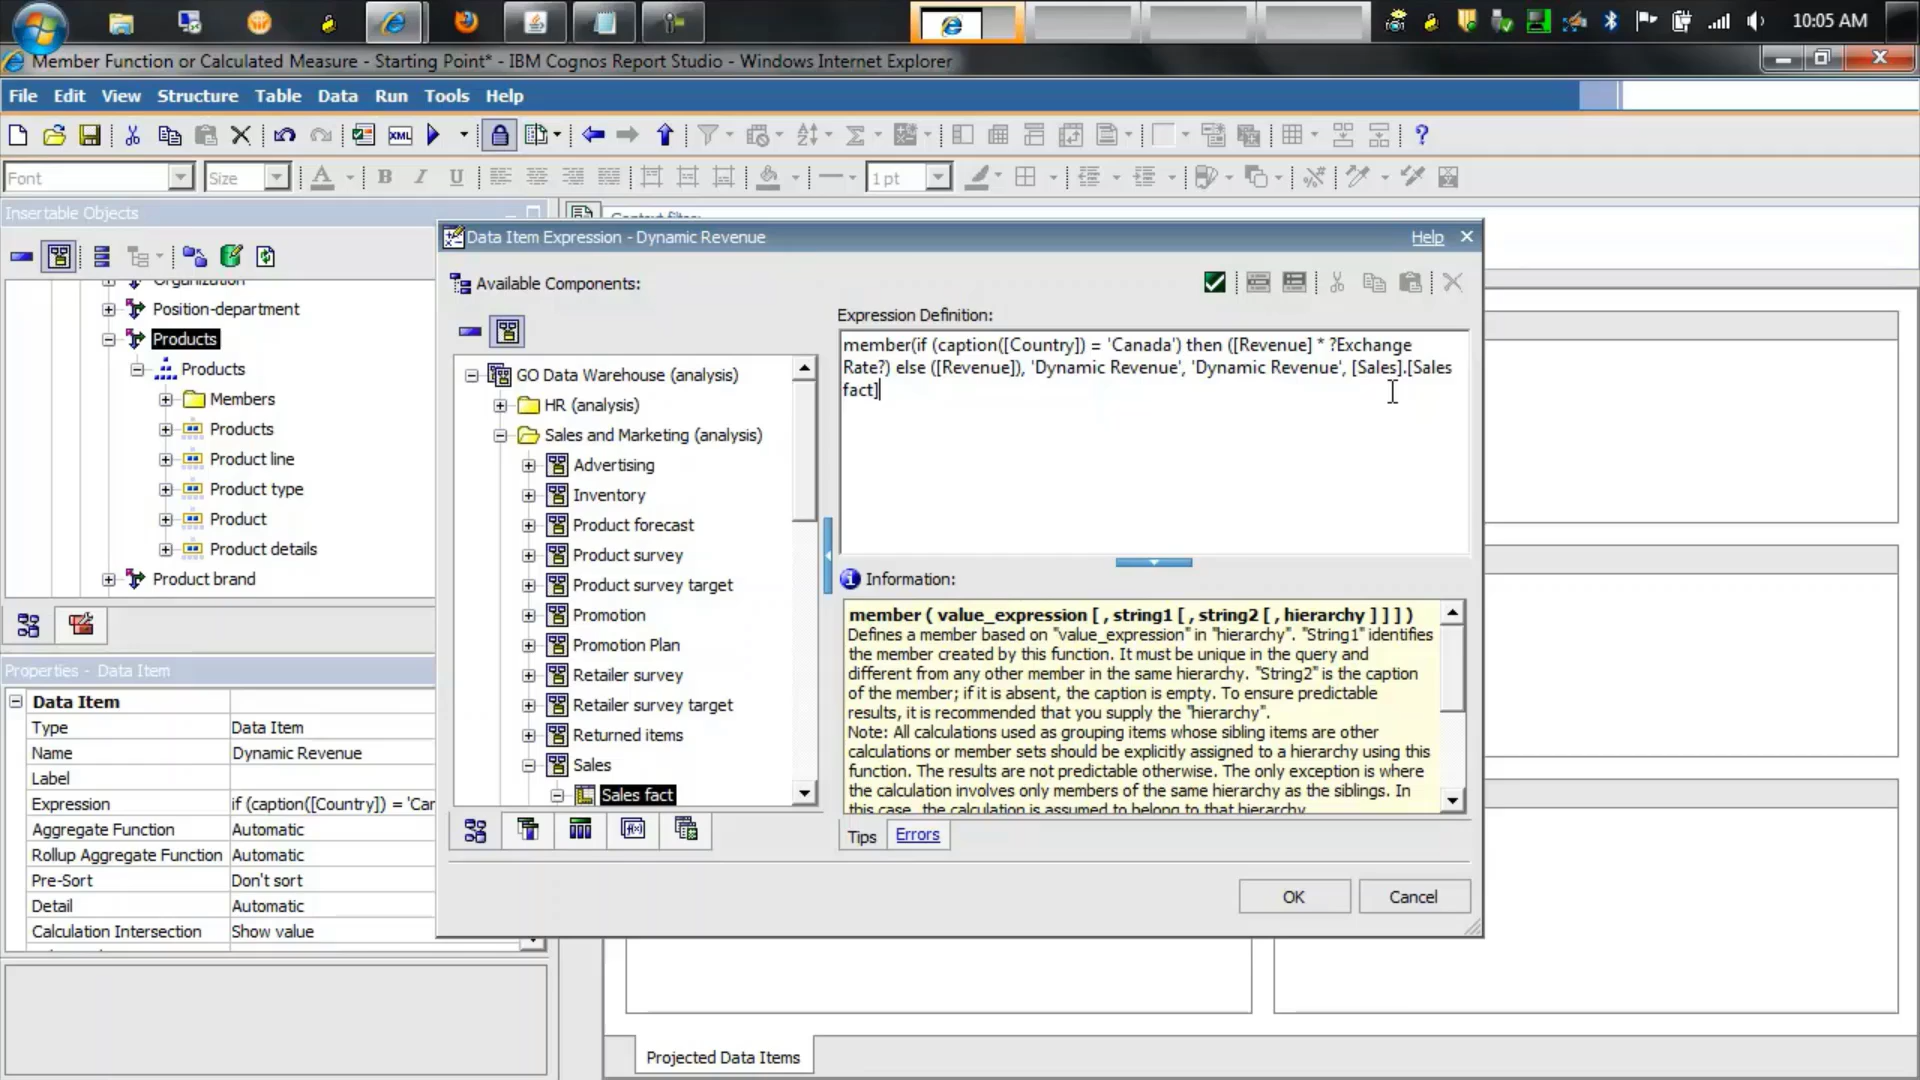 10:05 AM
Member Function or Calculated Measure - Starting Point* - IBM Cognos Report Studio - Windows Internet Explorer
File Edit View Structure Table Data Run Tools Help
Font Size 1 pt
Insertable Objects
Organization
Position-department
Products
Products
Members
Products
Product line
Product type
Product
Product details
Product brand
Properties - Data Item
Data Item
Type Data Item
Name Dynamic Revenue
Label
Expression if (caption([Country]) = 'Car
Aggregate Function Automatic
Rollup Aggregate Function Automatic
Pre-Sort Don't sort
Detail Automatic
Calculation Intersection Show value
Data Item Expression - Dynamic Revenue
Help
Available Components:
GO Data Warehouse (analysis)
HR (analysis)
Sales and Marketing (analysis)
Advertising
Inventory
Product forecast
Product survey
Product survey target
Promotion
Promotion Plan
Retailer survey
Retailer survey target
Returned items
Sales
Sales fact
Expression Definition:
member(if (caption([Country]) = 'Canada') then ([Revenue] * ?Exchange
Rate?) else ([Revenue]), 'Dynamic Revenue', 'Dynamic Revenue', [Sales].[Sales
fact]
Information:
member ( value_expression [ , string1 [ , string2 [ , hierarchy ] ] ] )
Defines a member based on "value_expression" in "hierarchy". "String1" identifies
the member created by this function. It must be unique in the query and
different from any other member in the same hierarchy. "String2" is the caption
of the member; if it is absent, the caption is empty. To ensure predictable
results, it is recommended that you supply the "hierarchy".
Note: All calculations used as grouping items whose sibling items are other
calculations or member sets should be explicitly assigned to a hierarchy using this
function. The results are not predictable otherwise. The only exception is where
the calculation involves only members of the same hierarchy as the siblings. In
this case, the calculation is assumed to belong to that hierarchy.
Tips Errors
OK Cancel
Projected Data Items